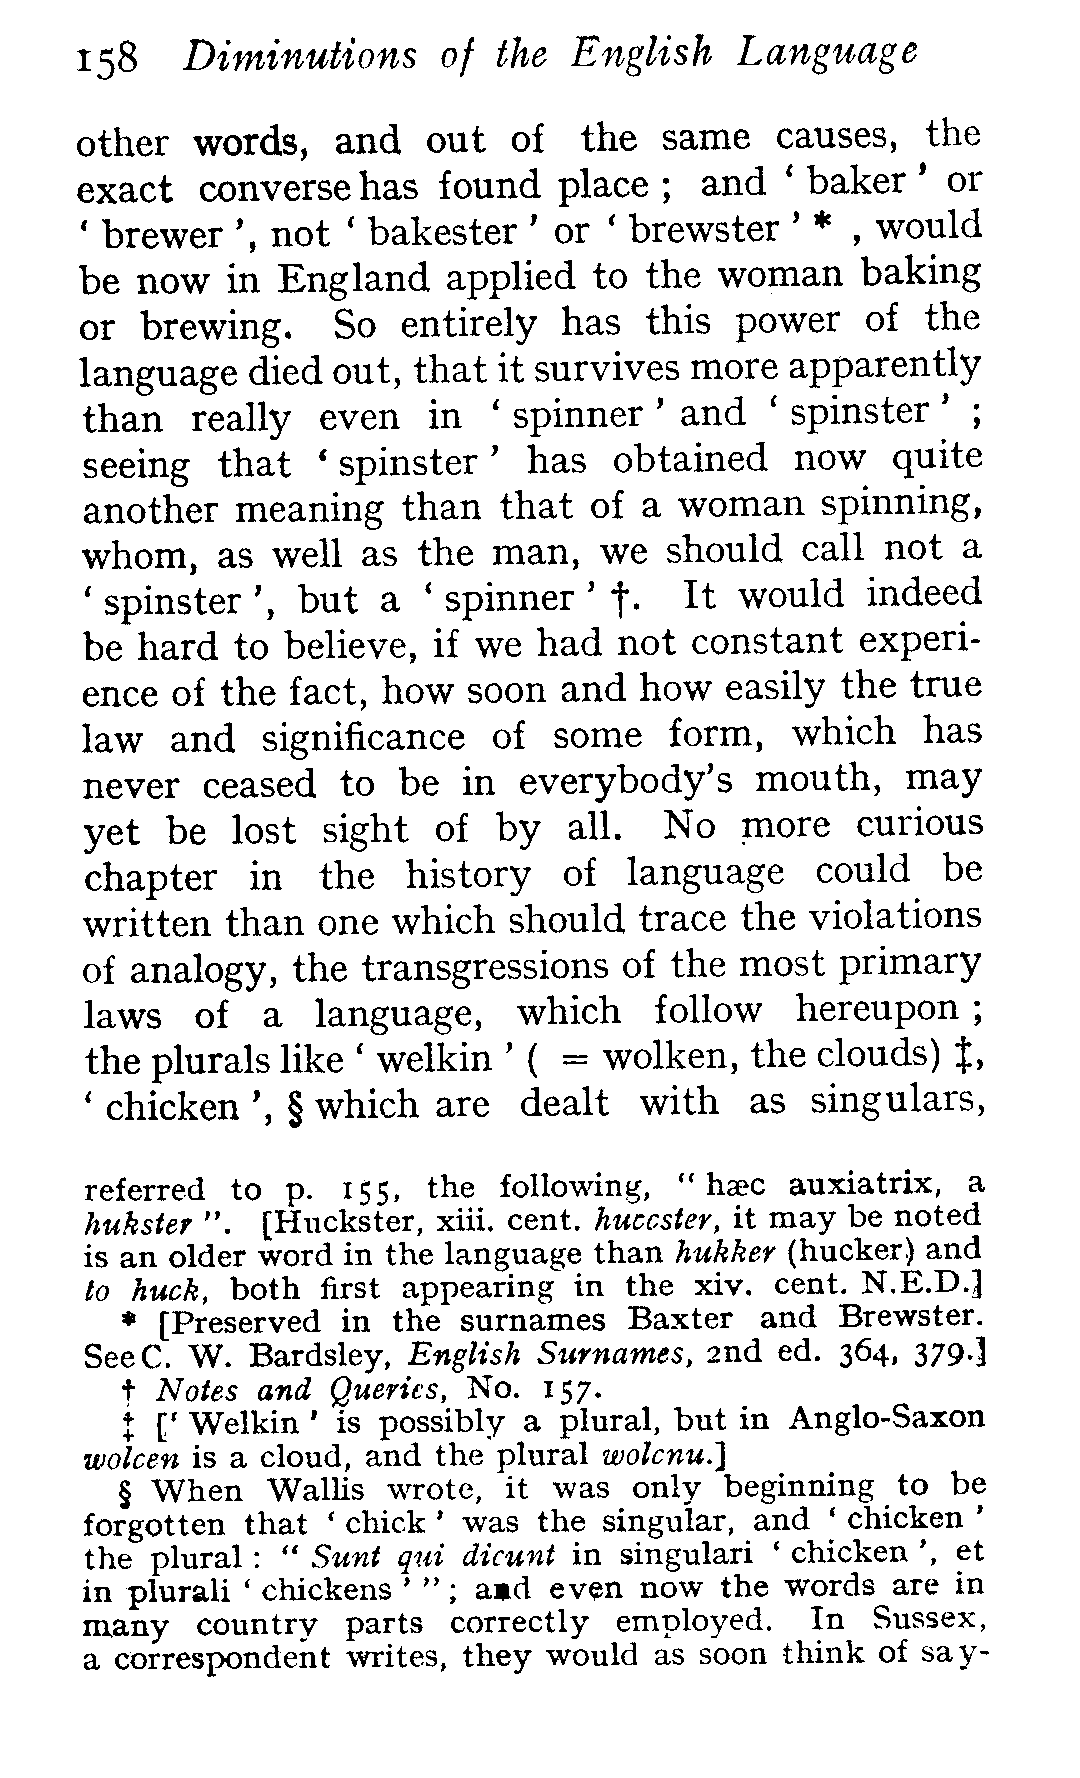 158 Diminutions of the English Language
other words, and out of the same causes, the
exact converse has found place ; and ‘ baker ’ or
‘ brewer ’, not ‘ bakester ’ or ‘ brewster ’ * , would
be now in England applied to the woman baking
or brewing. So entirely has this power of the
language died out, that it survives more apparently
than really even in ‘ spinner ’ and ‘ spinster ’ ;
seeing that ‘ spinster ’ has obtained now quite
another meaning than that of a woman spinning,
whom, as well as the man, we should call not a
‘ spinster ’, but a ‘ spinner ’ †. It would indeed
be hard to believe, if we had not constant experi-
ence of the fact, how soon and how easily the true
law and significance of some form, which has
never ceased to be in everybody's mouth, may
yet be lost sight of by all. No more curious
chapter in the history of language could be
written than one which should trace the violations
of analogy, the transgressions of the most primary
laws of a language, which follow hereupon ;
the plurals like ‘ welkin ’ ( = wolken, the clouds) ‡,
‘ chicken ’, § which are dealt with as singulars,
referred to p. 155, the following, “ hæc auxiatrix, a
hukster ”. [Huckster, xiii. cent. huccster, it may be noted
is an older word in the language than hukker (hucker) and
to huck, both first appearing in the xiv. cent. N.E.D.]
* [Preserved in the surnames Baxter and Brewster.
See C. W. Bardsley, English Surnames, 2nd ed. 364, 379.]
† Notes and Queries, No. 157.
‡ [‘ Welkin ’ is possibly a plural, but in Anglo-Saxon
wolcen is a cloud, and the plural wolcnu.]
§ When Wallis wrote, it was only beginning to be
forgotten that ‘ chick ’ was the singular, and ‘ chicken ’
the plural : “ Sunt qui dicunt in singulari ‘ chicken ’, et
in plurali ‘ chickens ’ ” ; and even now the words are in
many country parts correctly employed. In Sussex,
a correspondent writes, they would as soon think of say-